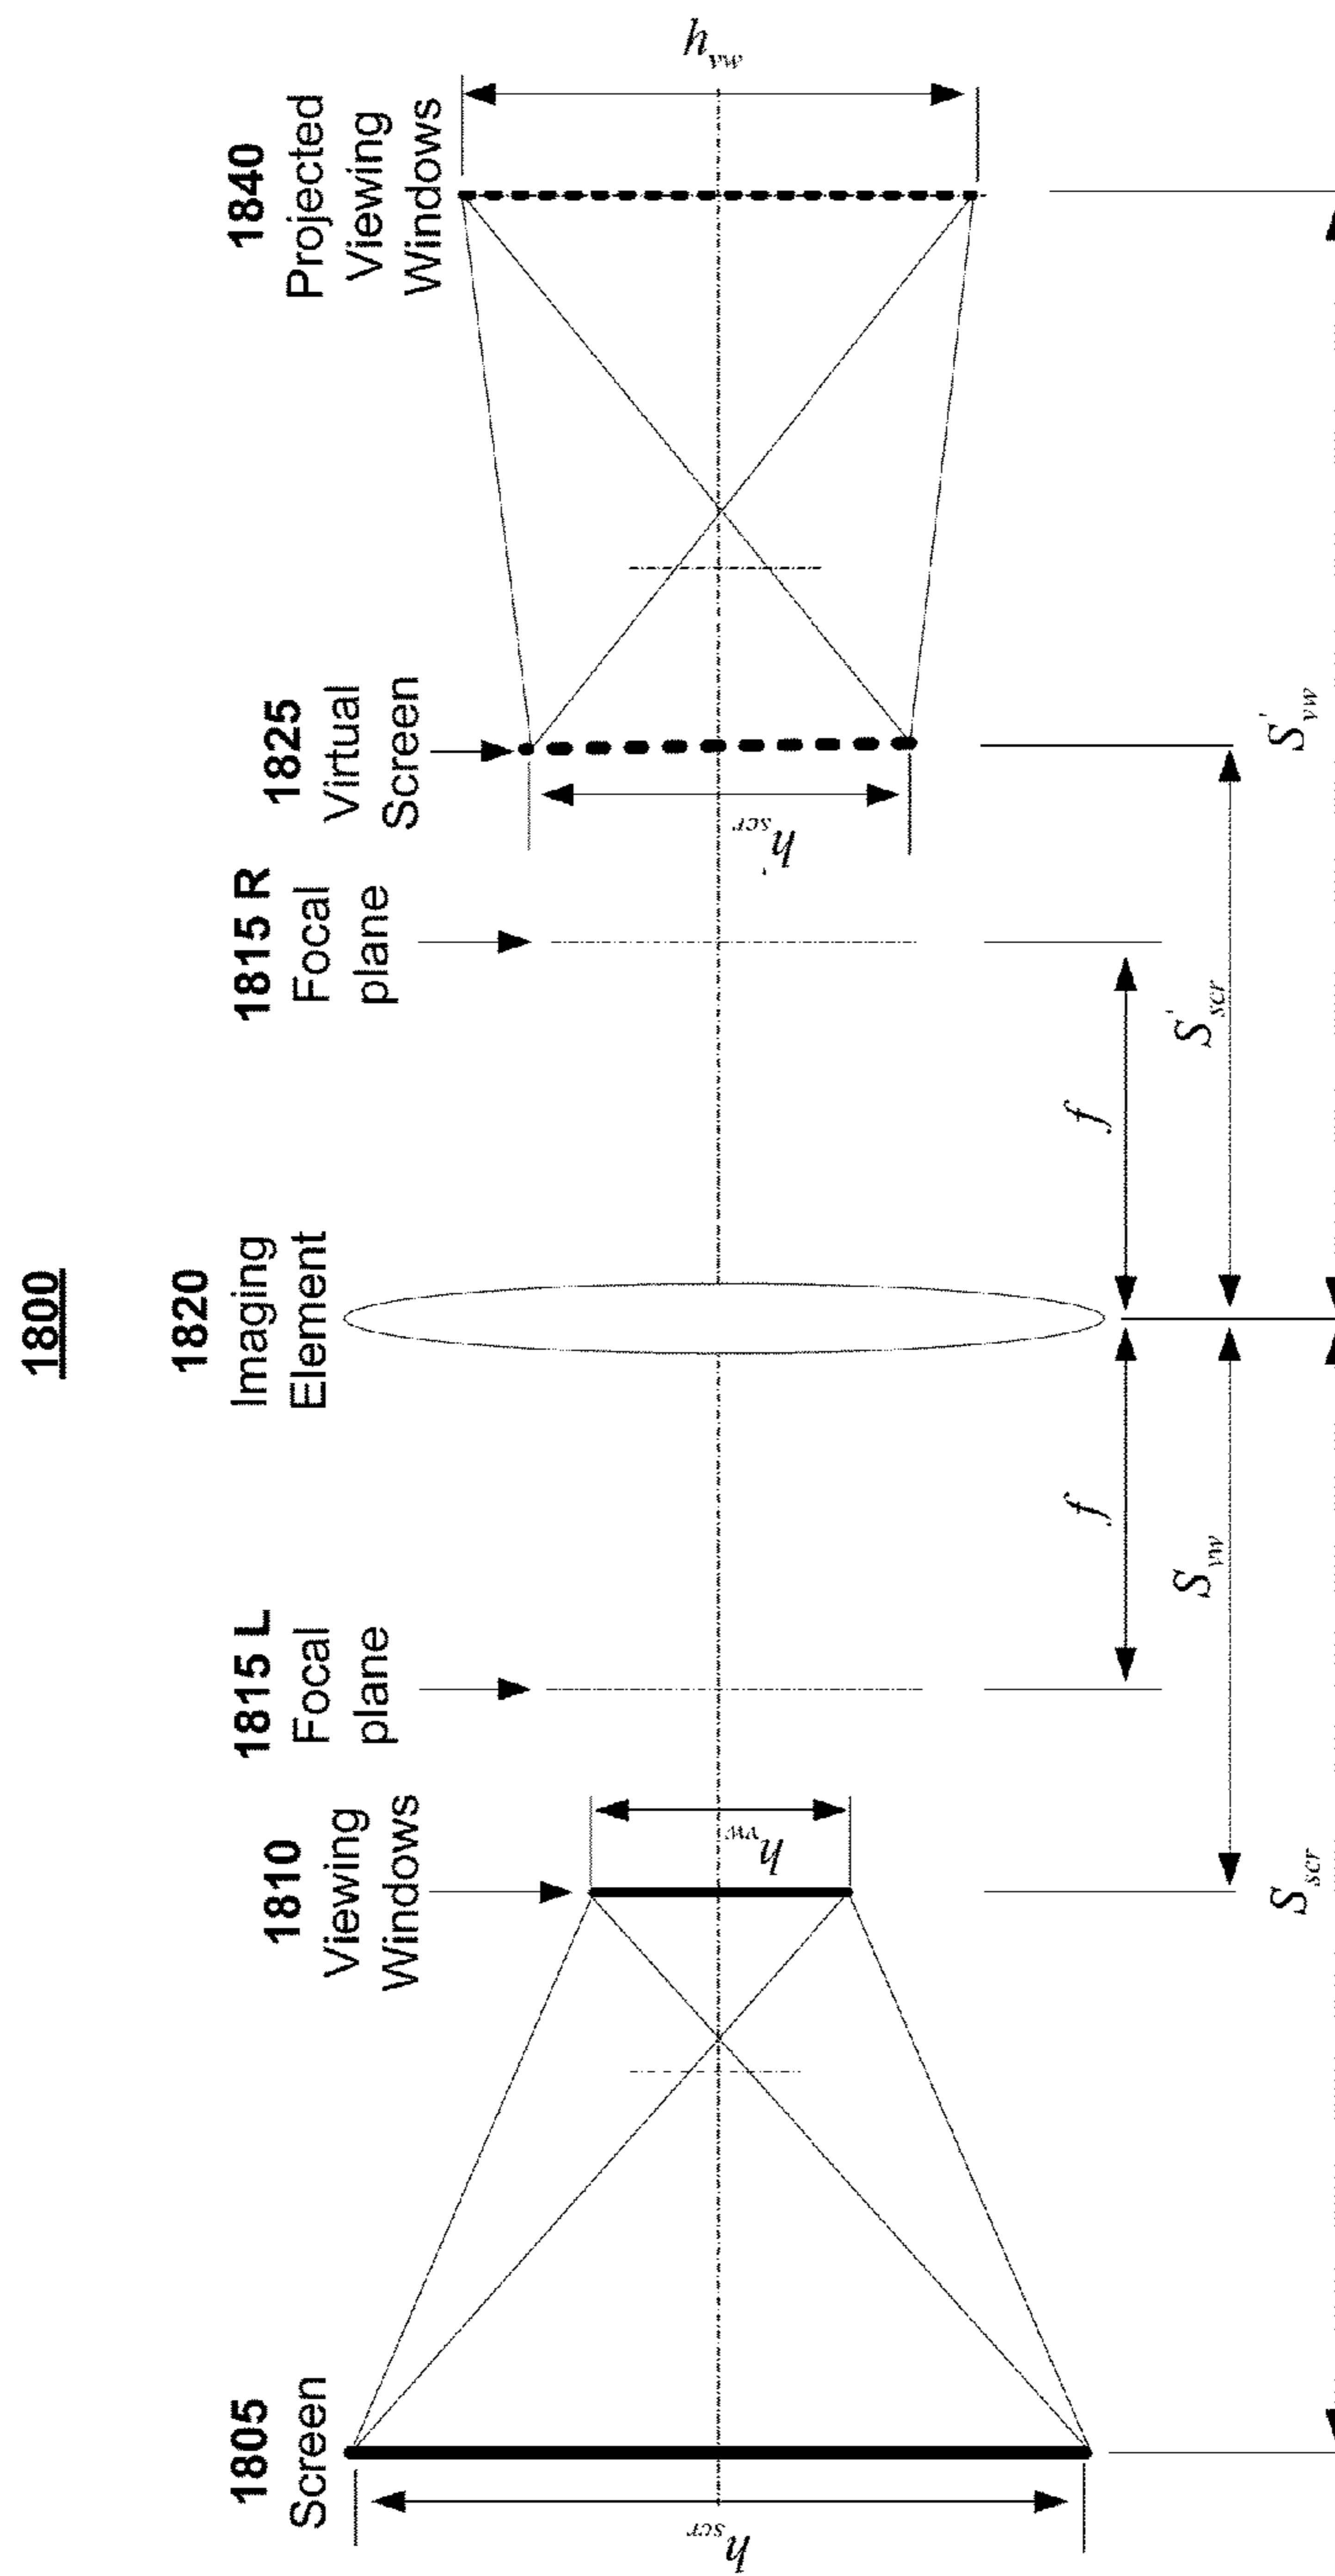 1800
1805
Screen
1810
Viewing
Windows
1815 L
Focal
plane
1820
Imaging
Element
1815 R
Focal
plane
1825
Virtual
Screen
1840
Projected
Viewing
Windows
h_scr
h_vw
h'_scr
h_vw
f
f
S_vw
S'_scr
S_scr
S'_vw